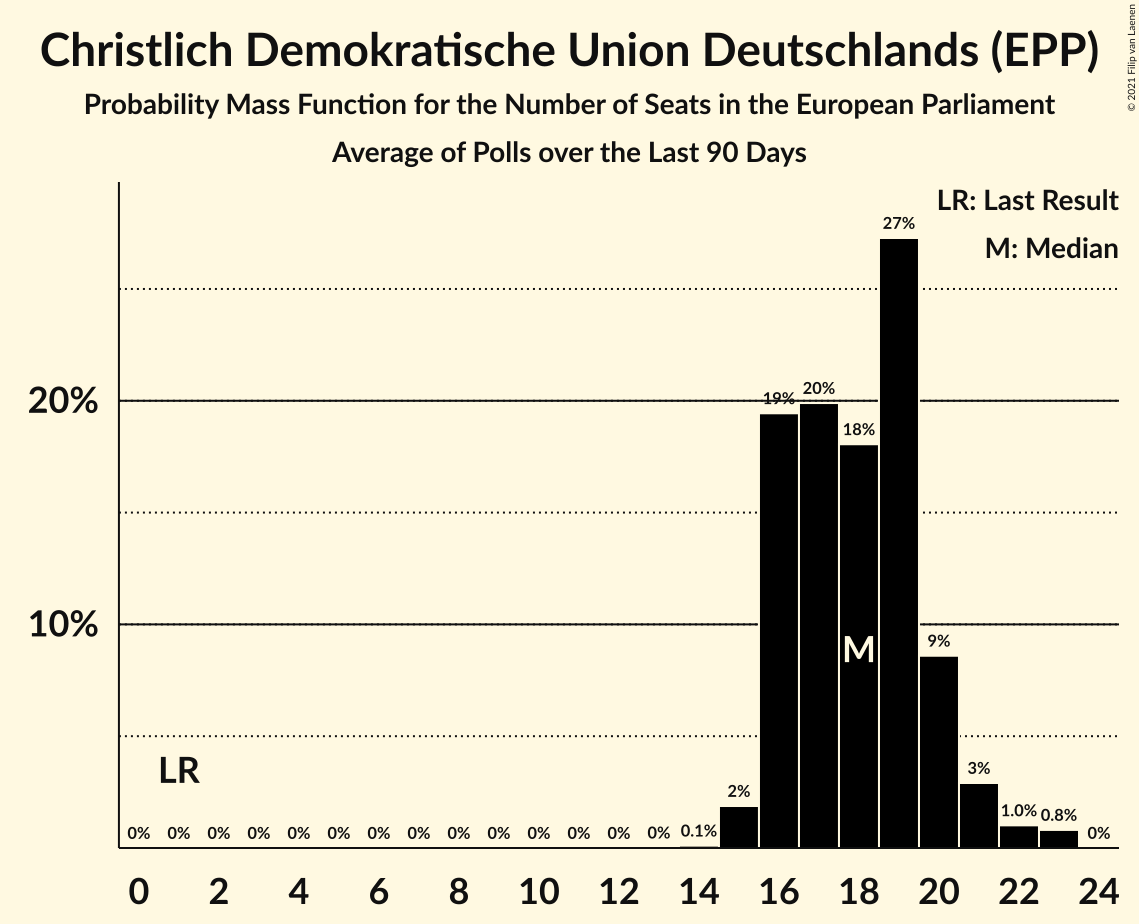 Christlich Demokratische Union Deutschlands (EPP)
Probability Mass Function for the Number of Seats in the European Parliament
Average of Polls over the Last 90 Days
© 2021 Filip van Laenen
LR: Last Result
M: Median
20%
10%
0% 0% 0% 0% 0% 0% 0% 0% 0% 0% 0% 0% 0% 0% 0.1% 2% 19% 20% 18% 27% 9% 3% 1.0% 0.8% 0%
LR
M
0 2 4 6 8 10 12 14 16 18 20 22 24